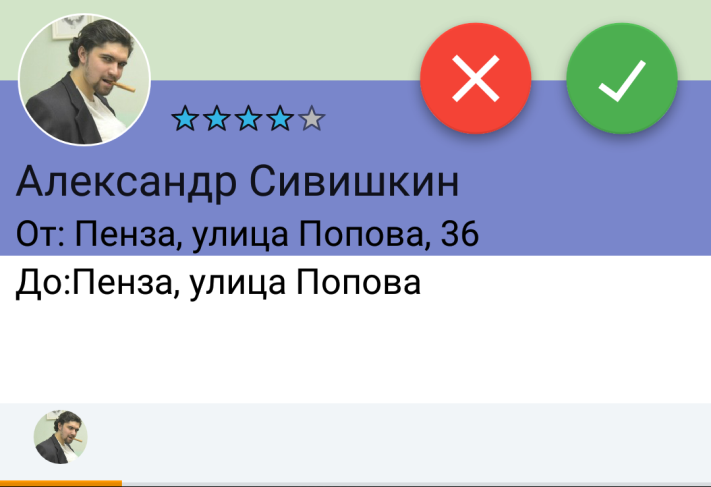 Александр Сивишкин
От: Пенза, улица Попова, 36
До:Пенза, улица Попова